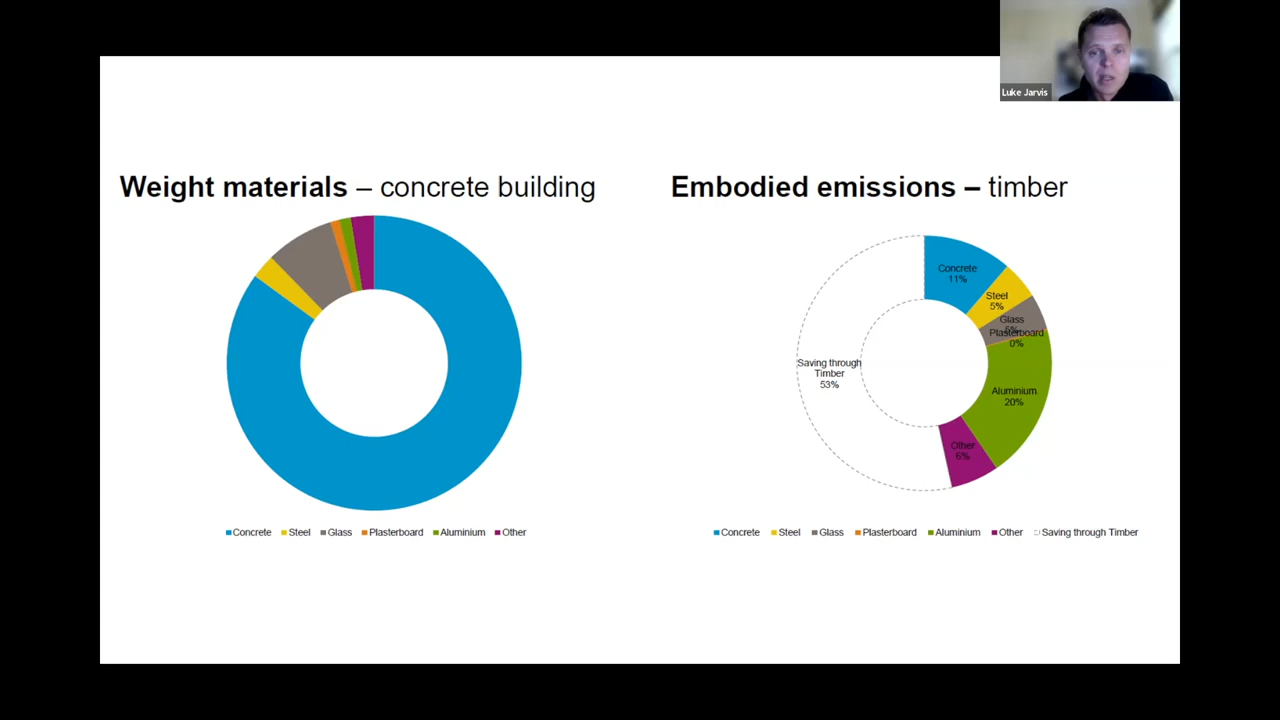 Luke Jarvis
Weight materials – concrete building
Embodied emissions – timber
Concrete
11%
Steel
5%
Glass
5%
Plasterboard
0%
Aluminium
20%
Other
6%
Saving through
Timber
53%
Concrete Steel Glass Plasterboard Aluminium Other
Concrete Steel Glass Plasterboard Aluminium Other Saving through Timber